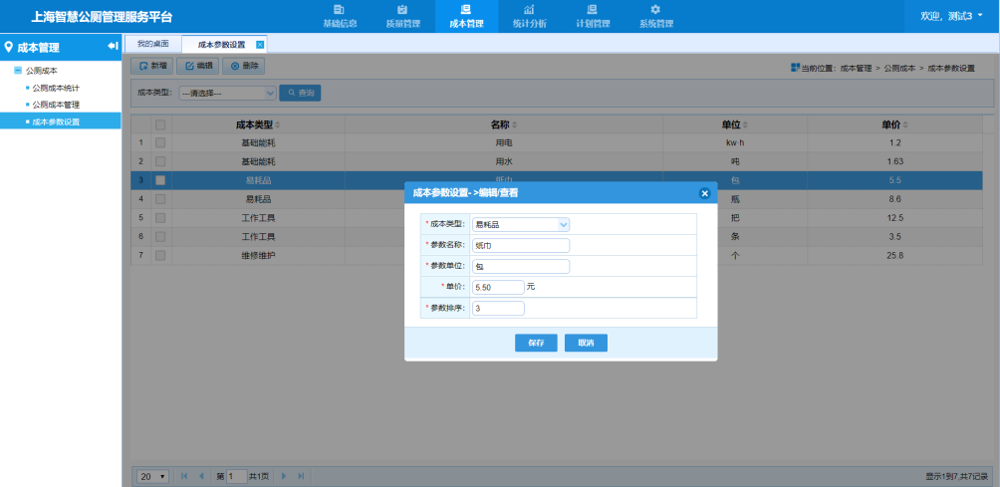 上海智慧公厕管理服务平台
基础信息 质量管理 成本管理 统计分析 计划管理 系统管理
欢迎, 测试3
成本管理
我的桌面 成本参数设置
公厕成本
公厕成本统计
公厕成本管理
成本参数设置
新增 编辑 删除
当前位置: 成本管理 > 公厕成本 > 成本参数设置
成本类型: ---请选择--- 查询
成本类型 名称 单位 单价
1 基础能耗 用电 kw·h 1.2
2 基础能耗 用水 吨 1.63
3 易耗品 纸巾 包 5.5
4 易耗品 瓶 8.6
5 工作工具 把 12.5
6 工作工具 条 3.5
7 维修维护 个 25.8
成本参数设置->编辑/查看
*成本类型: 易耗品
*参数名称: 纸巾
*参数单位: 包
*单价: 5.50 元
*参数排序: 3
保存 取消
20 第 1 共1页
显示1到7,共7记录